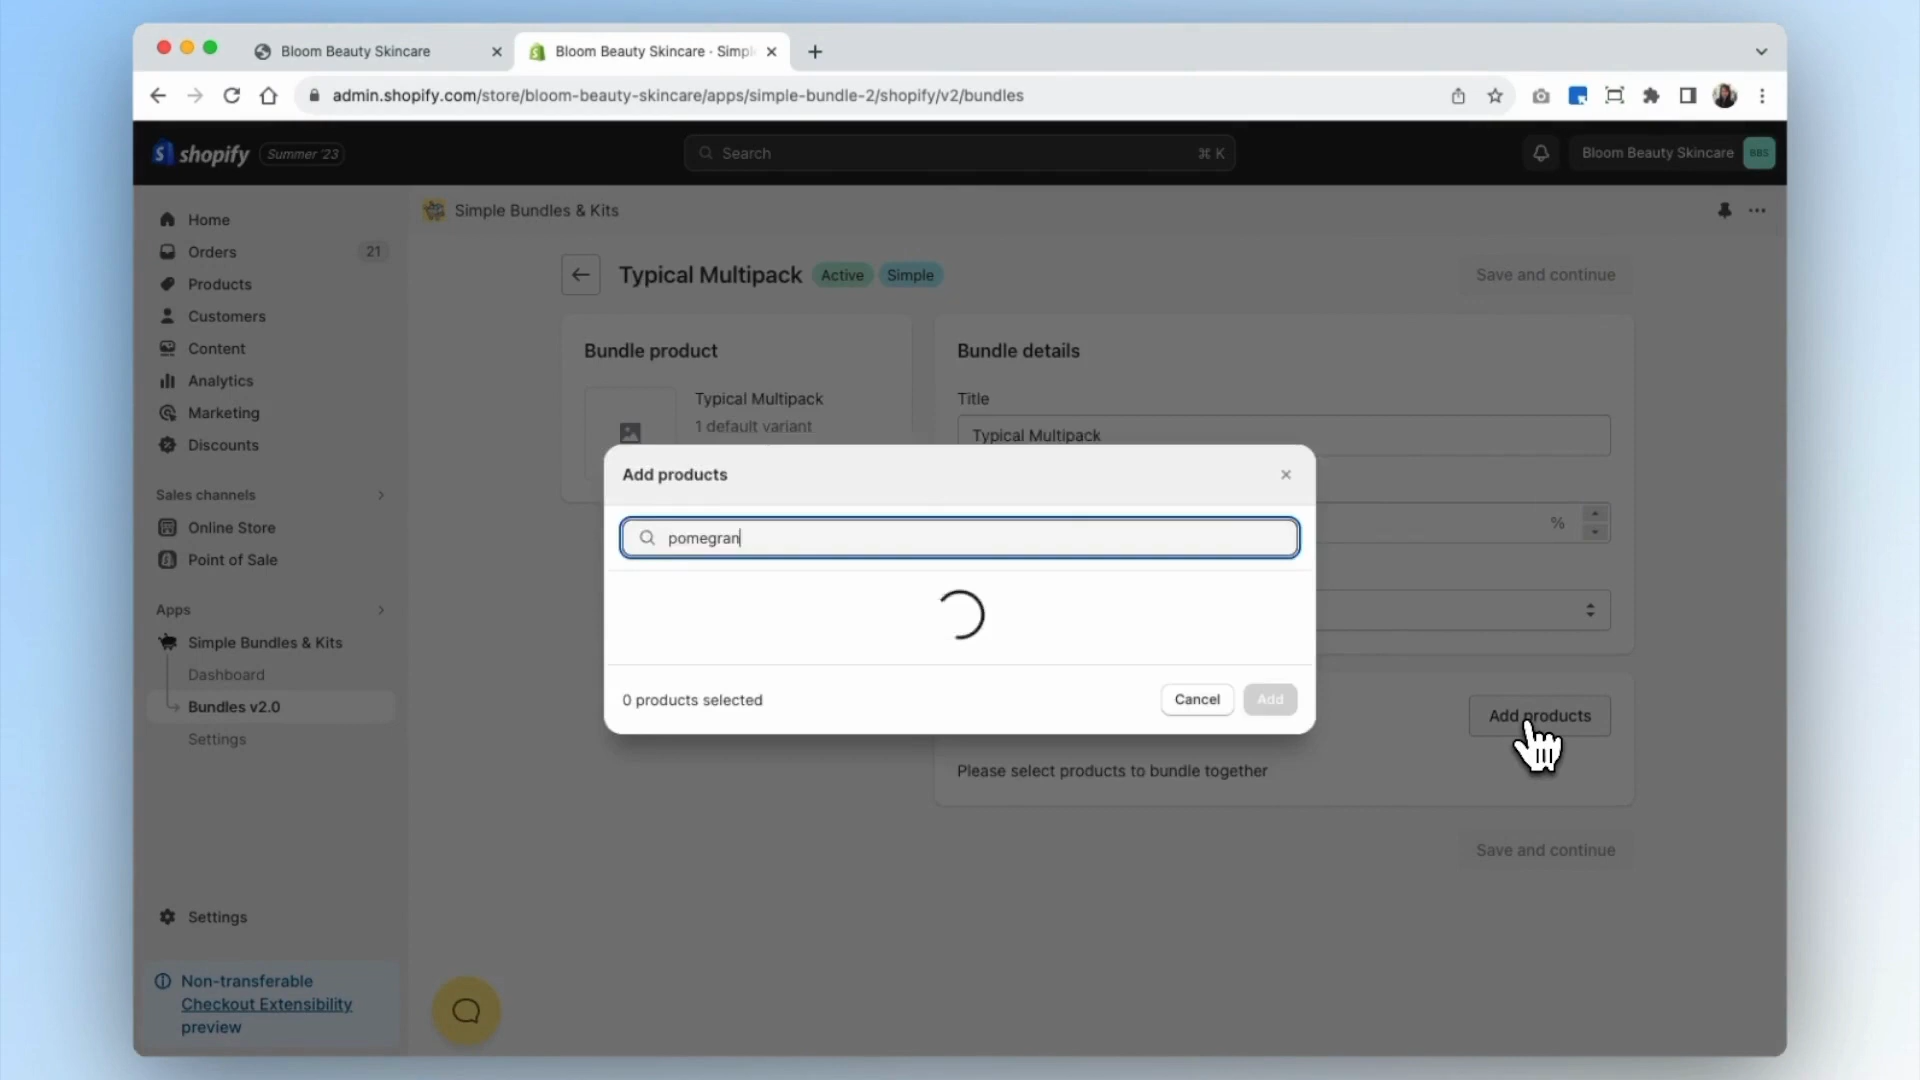 Bloom Beauty Skincare
Bloom Beauty Skincare · Simpl
admin.shopify.com/store/bloom-beauty-skincare/apps/simple-bundle-2/shopify/v2/bundles
shopify
Summer '23
Search
⌘ K
Bloom Beauty Skincare
BBS
Home
Orders
21
Products
Customers
Content
Analytics
Marketing
Discounts
Sales channels
Online Store
Point of Sale
Apps
Simple Bundles & Kits
Dashboard
Bundles v2.0
Settings
Settings
Non-transferable
Checkout Extensibility
preview
Simple Bundles & Kits
Typical Multipack
Active
Simple
Save and continue
Bundle product
Typical Multipack
1 default variant
Bundle details
Title
Typical Multipack
%
Add products
pomegran
0 products selected
Cancel
Add
Add products
Please select products to bundle together
Save and continue